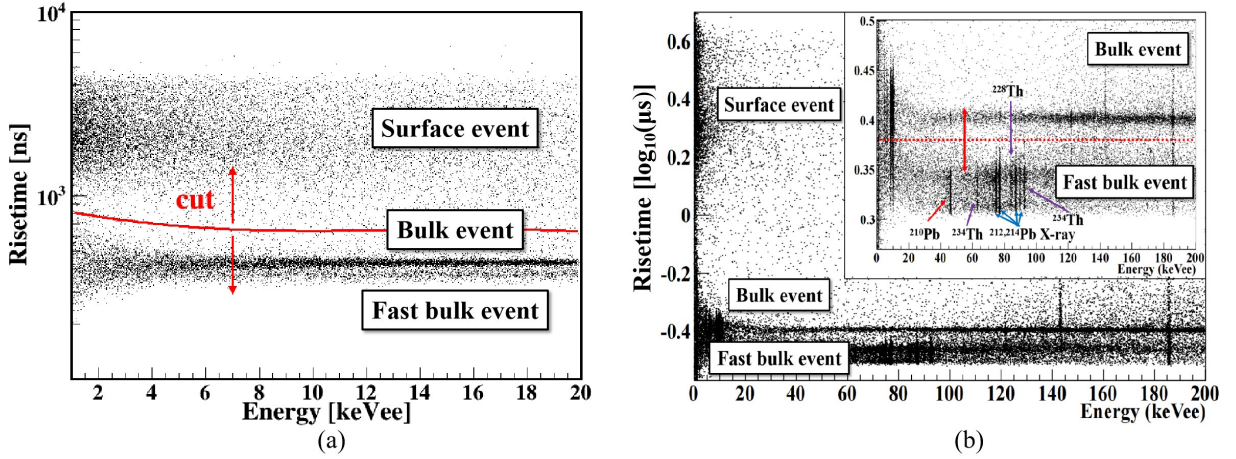 10⁴
10³
Risetime [ns]
Surface event
cut
Bulk event
Fast bulk event
2 4 6 8 10 12 14 16 18 20
Energy [keVee]
(a)
Risetime [log₁₀(μs)]
0.6
0.4
0.2
0
-0.2
-0.4
Surface event
Bulk event
Fast bulk event
0 20 40 60 80 100 120 140 160 180 200
Energy (keVee)
0.5
0.45
0.4
0.35
0.3
Bulk event
²²⁸Th
Fast bulk event
²¹⁰Pb
²³⁴Th
²¹²,²¹⁴Pb X-ray
²³⁴Th
0 20 40 60 80 100 120 140 160 180 200
Energy (keVee)
(b)